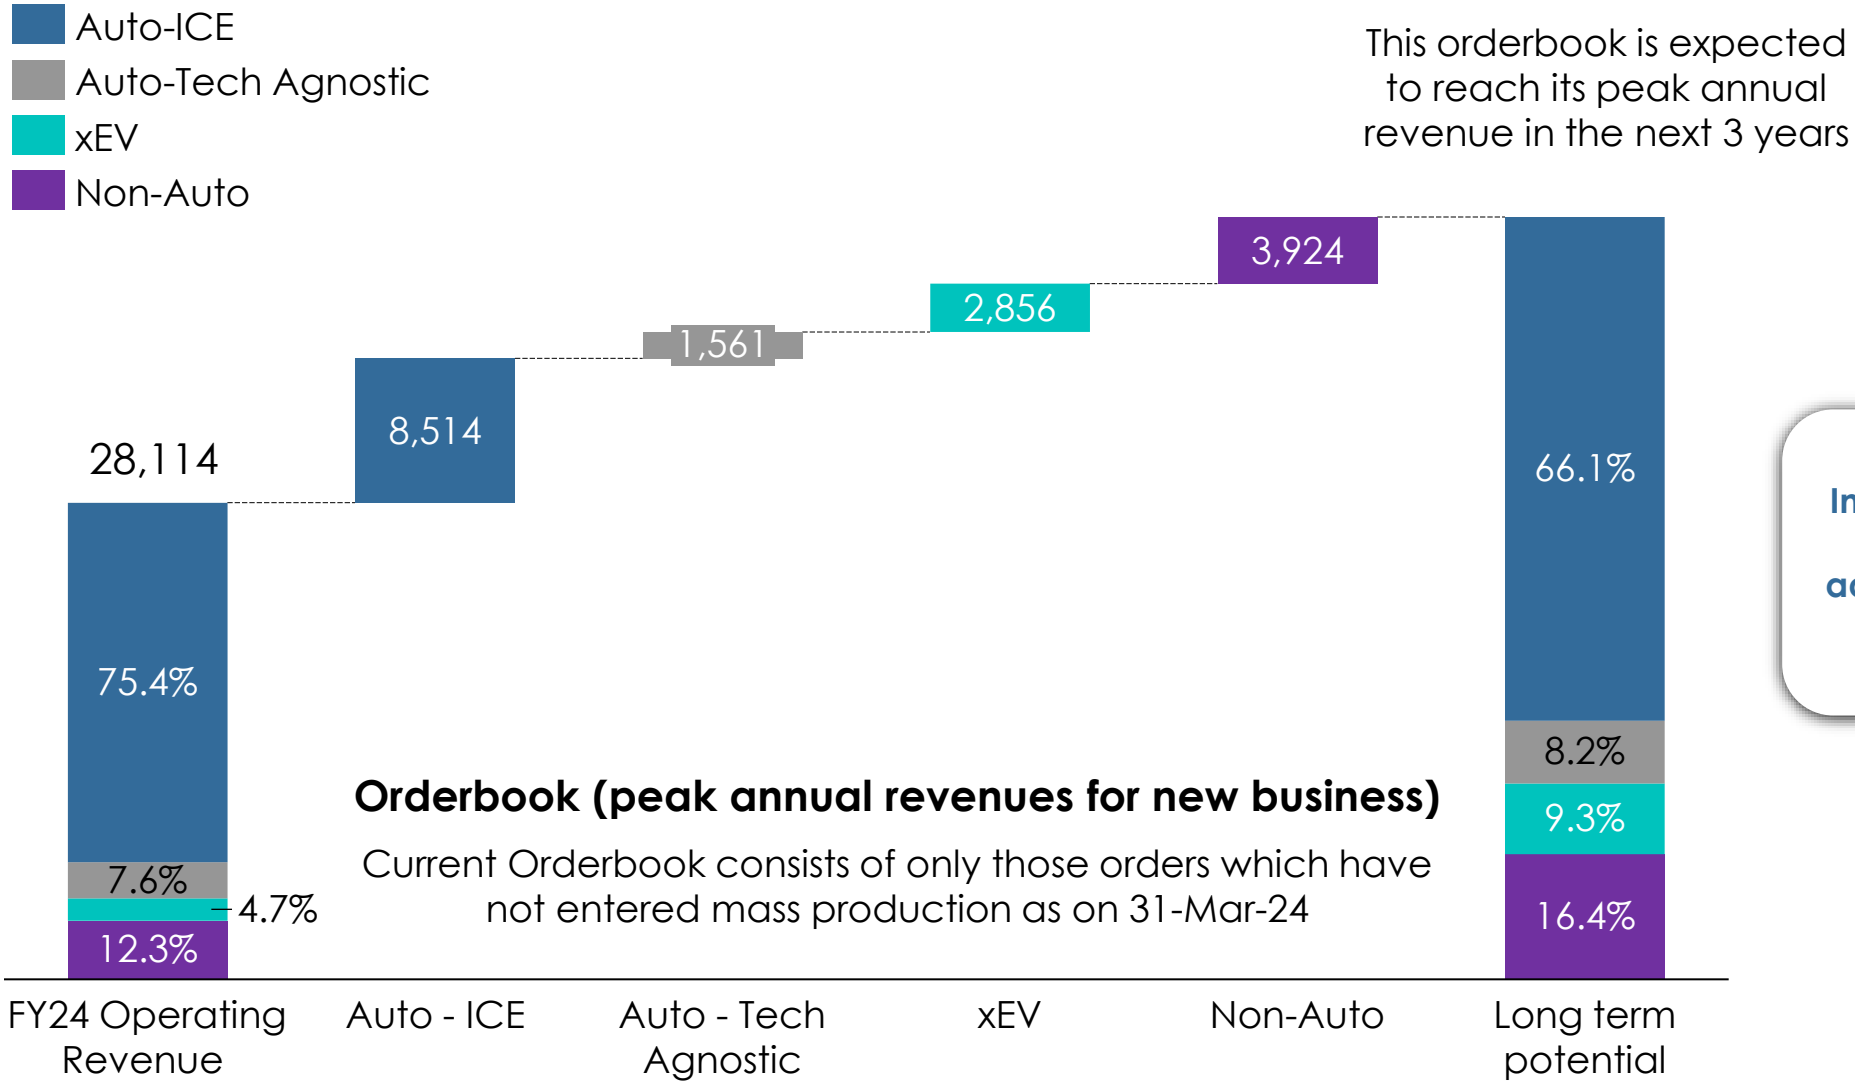 Auto-ICE
Auto-Tech Agnostic
xEV
Non-Auto
This orderbook is expected
to reach its peak annual
revenue in the next 3 years
3,924
2,856
1,561
8,514
28,114
66.1%
75.4%
8.2%
9.3%
16.4%
7.6%
4.7%
12.3%
Orderbook (peak annual revenues for new business)
Current Orderbook consists of only those orders which have
not entered mass production as on 31-Mar-24
FY24 Operating
Revenue
Auto - ICE
Auto - Tech
Agnostic
xEV
Non-Auto
Long term
potential